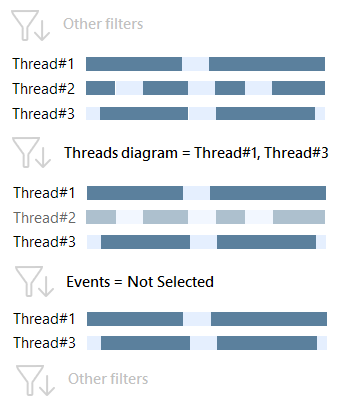 Other filters
Thread#1
Thread#2
Thread#3
Threads diagram = Thread#1, Thread#3
Thread#1
Thread#2
Thread#3
Events = Not Selected
Thread#1
Thread#3
Other filters